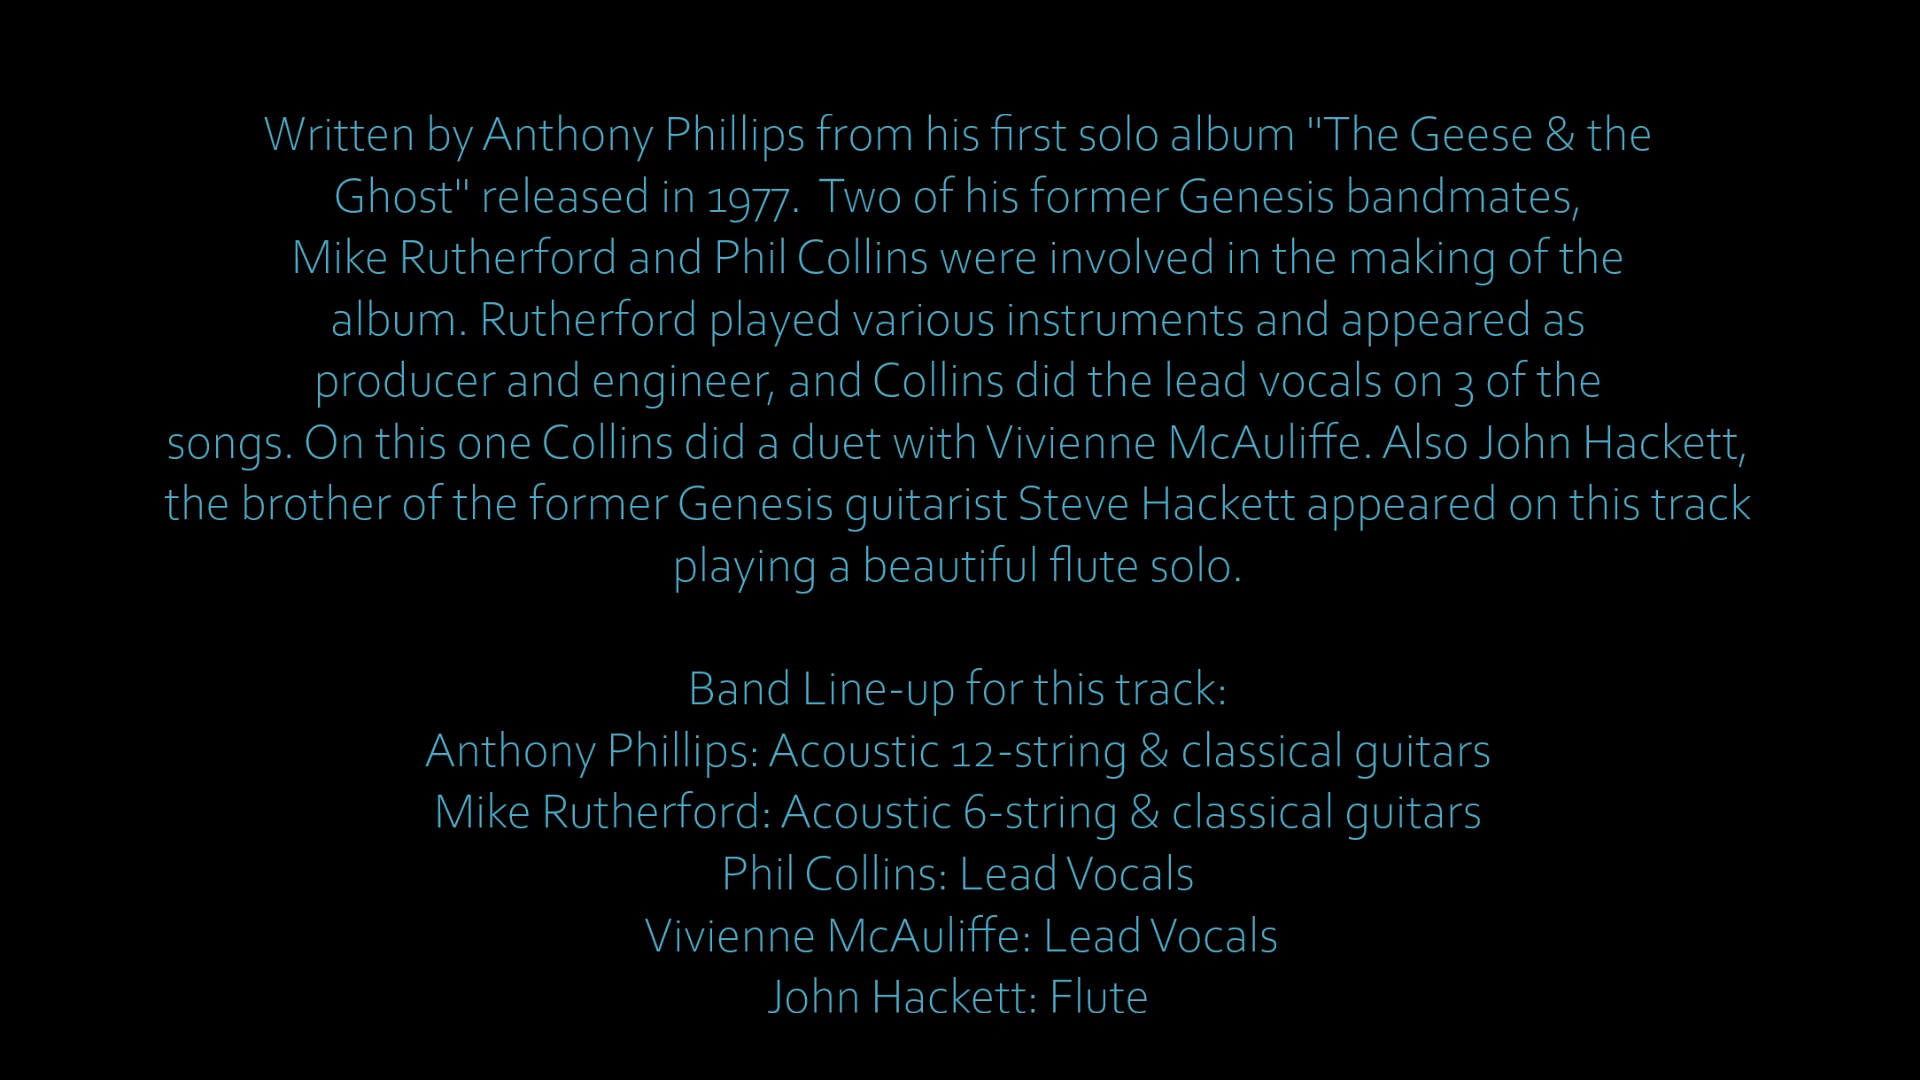 Written by Anthony Phillips from his first solo album "The Geese & the
Ghost" released in 1977.  Two of his former Genesis bandmates,
Mike Rutherford and Phil Collins were involved in the making of the
album. Rutherford played various instruments and appeared as
producer and engineer, and Collins did the lead vocals on 3 of the
songs. On this one Collins did a duet with Vivienne McAuliffe. Also John Hackett,
the brother of the former Genesis guitarist Steve Hackett appeared on this track
playing a beautiful flute solo.
Band Line-up for this track:
Anthony Phillips: Acoustic 12-string & classical guitars
Mike Rutherford: Acoustic 6-string & classical guitars
Phil Collins: Lead Vocals
Vivienne McAuliffe: Lead Vocals
John Hackett: Flute